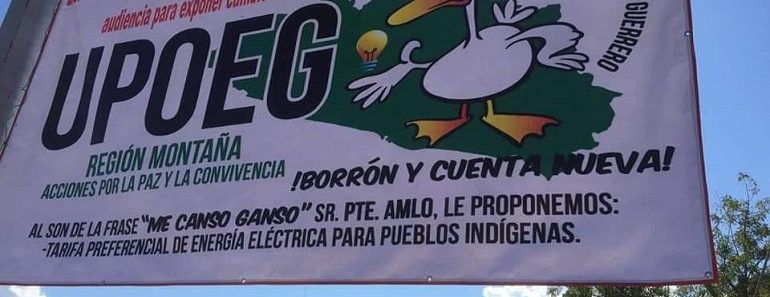 audiencia para exponer
UPOEG
GUERRERO
REGIÓN MONTAÑA
ACCIONES POR LA PAZ Y LA CONVIVENCIA
!BORRÓN Y CUENTA NUEVA!
AL SON DE LA FRASE "ME CANSO GANSO" SR. PTE. AMLO, LE PROPONEMOS:
-TARIFA PREFERENCIAL DE ENERGÍA ELÉCTRICA PARA PUEBLOS INDÍGENAS.